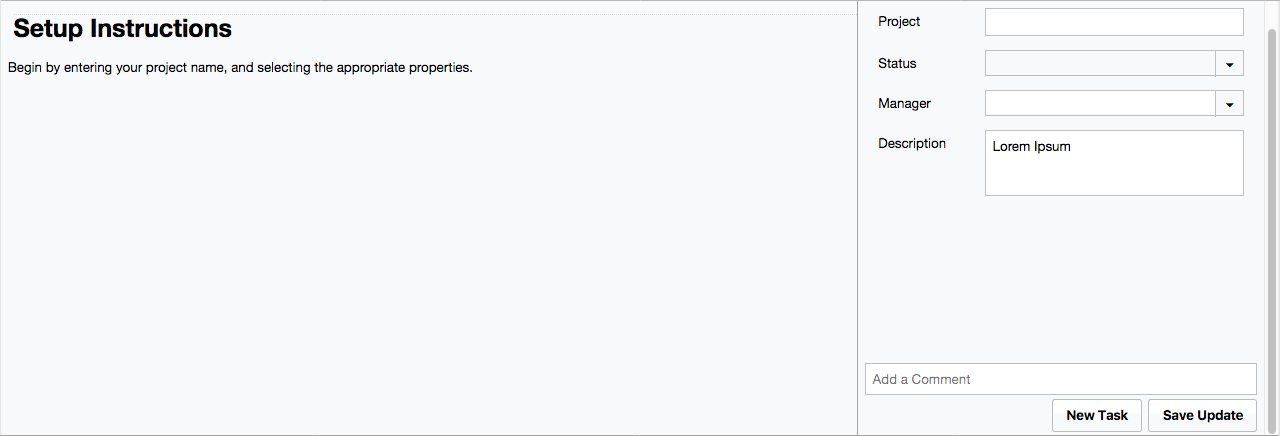 Setup Instructions
Begin by entering your project name, and selecting the appropriate properties.
Project
Status
Manager
Description
Lorem Ipsum
Add a Comment
New Task
Save Update